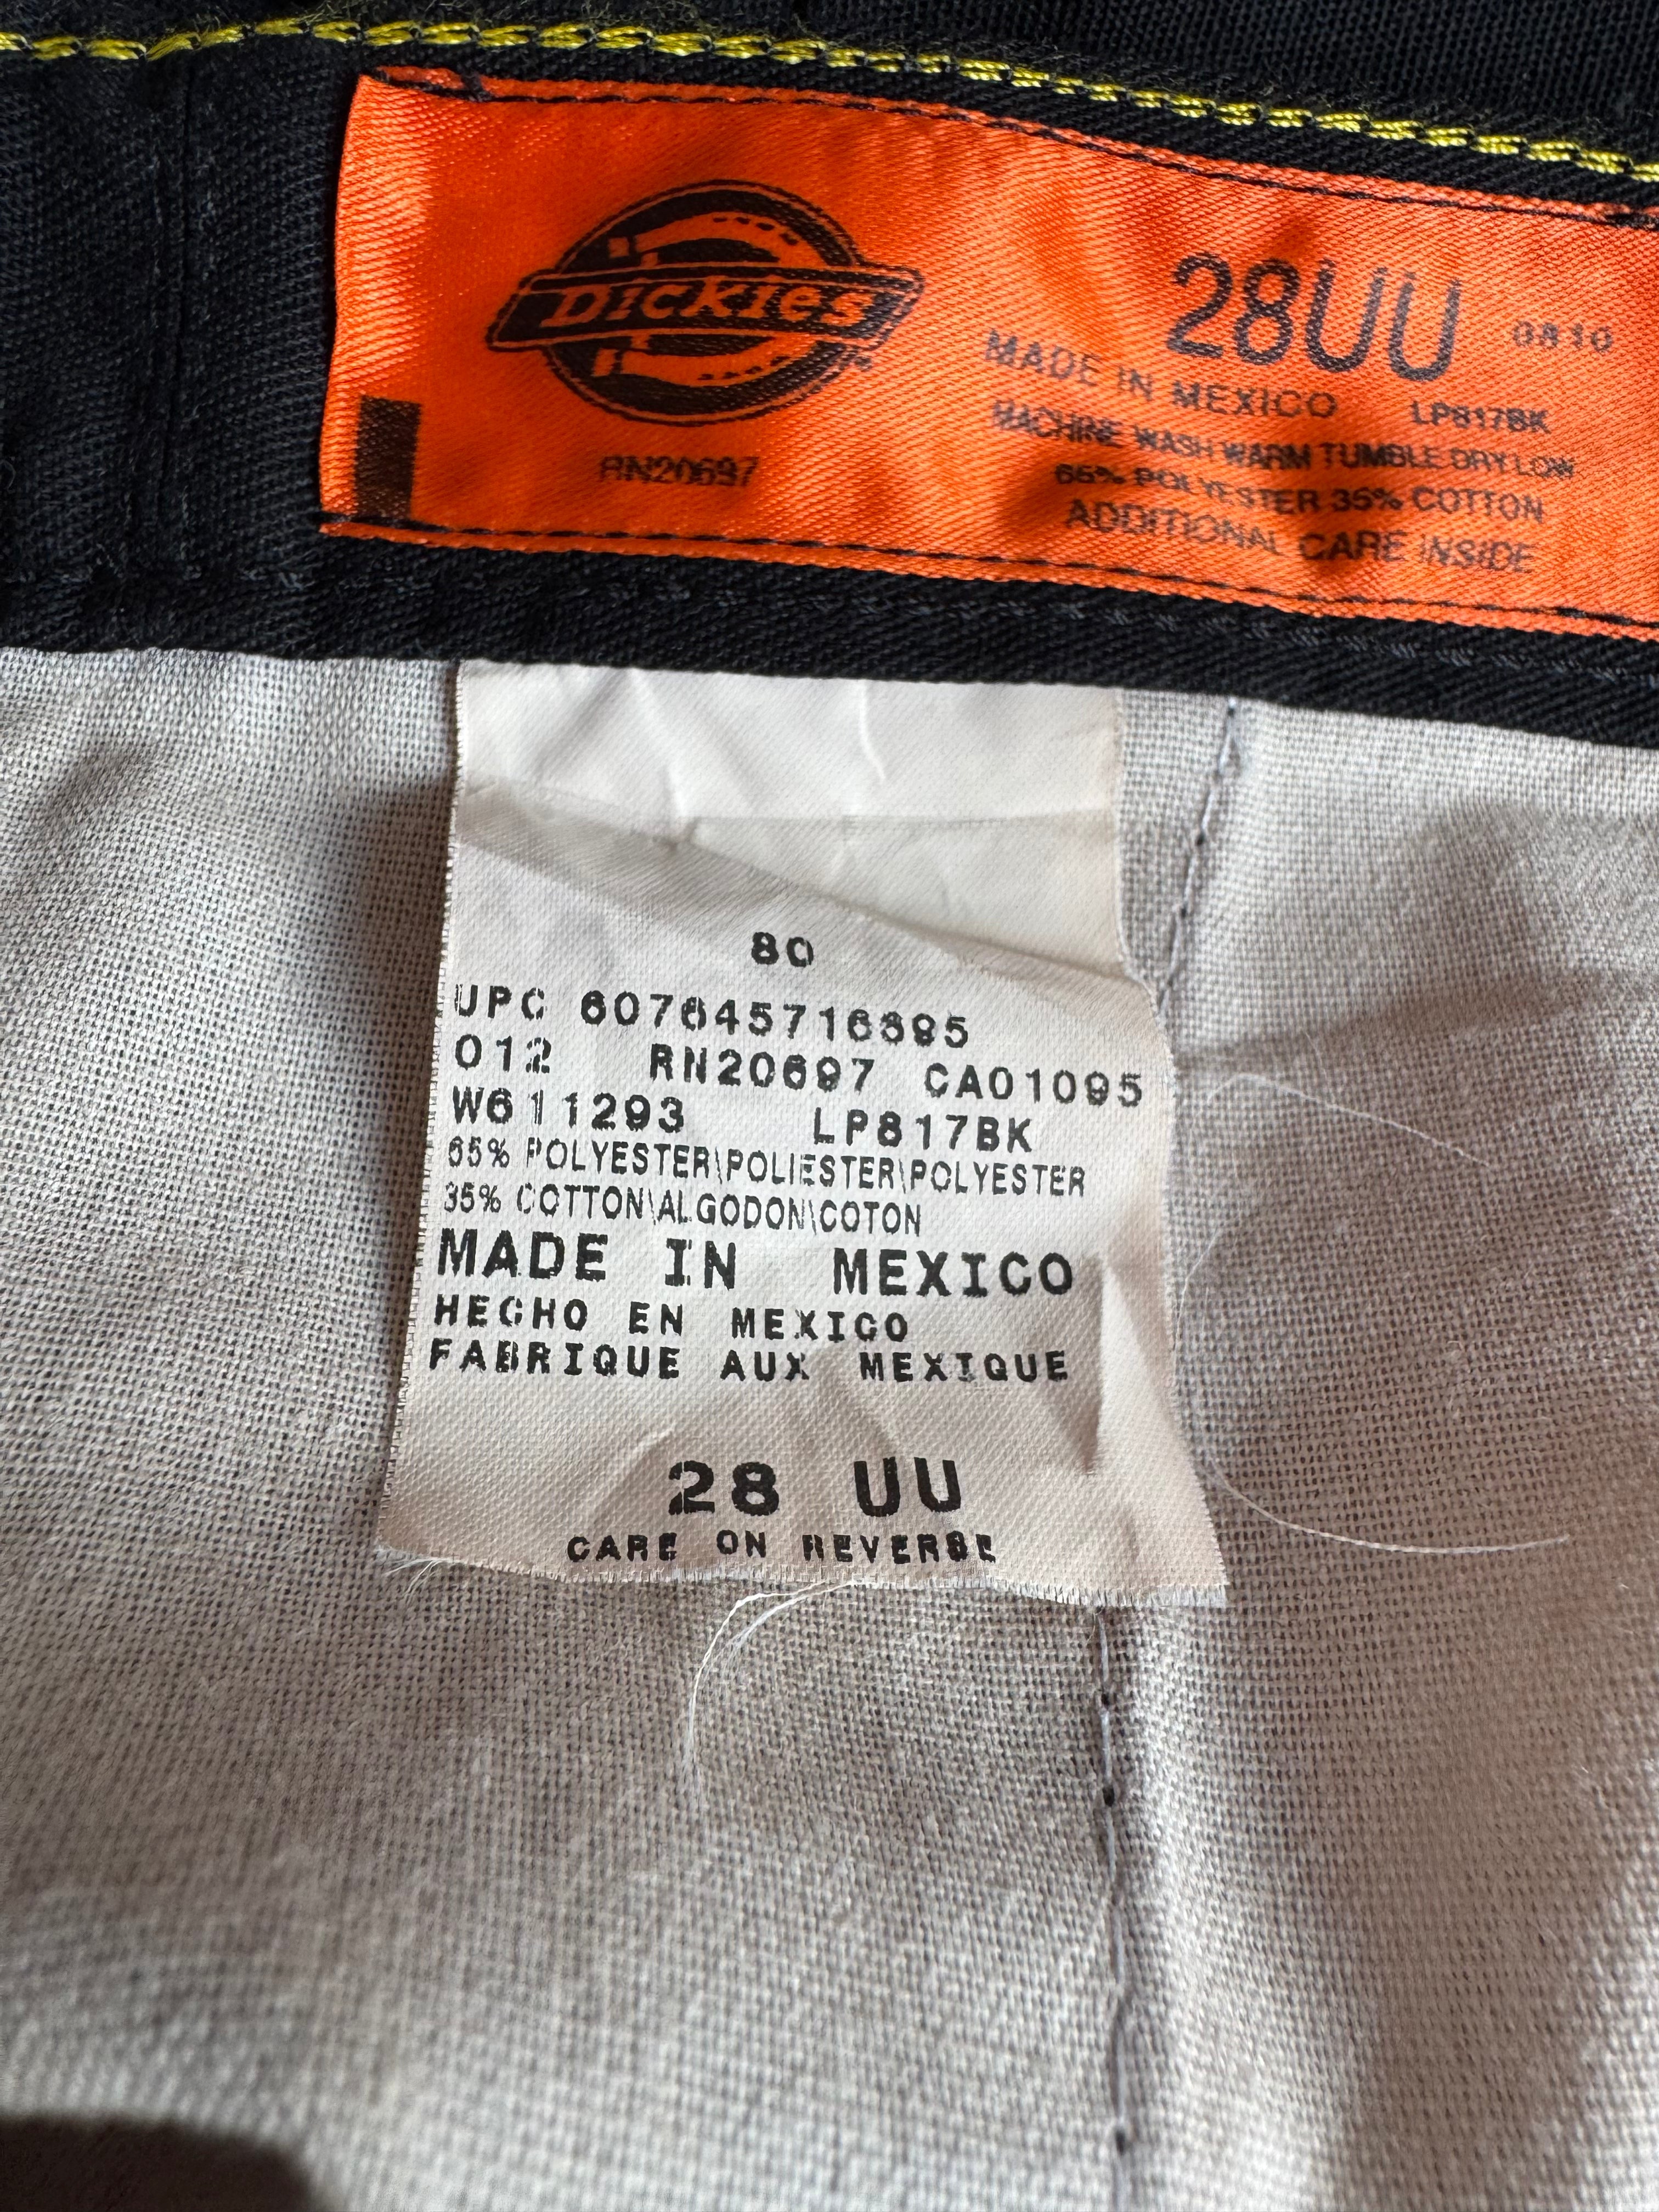 Dickies
RN20697
28UU 0810
MADE IN MEXICO LP817BK
MACHINE WASH WARM TUMBLE DRY LOW
65% POLYESTER 35% COTTON
ADDITIONAL CARE INSIDE
80
UPC 607645716695
012 RN20697 CA01095
W611293 LP817BK
65% POLYESTER\POLIESTER\POLYESTER
35% COTTON\ALGODON\COTON
MADE IN MEXICO
HECHO EN MEXICO
FABRIQUE AUX MEXIQUE
28 UU
CARE ON REVERSE